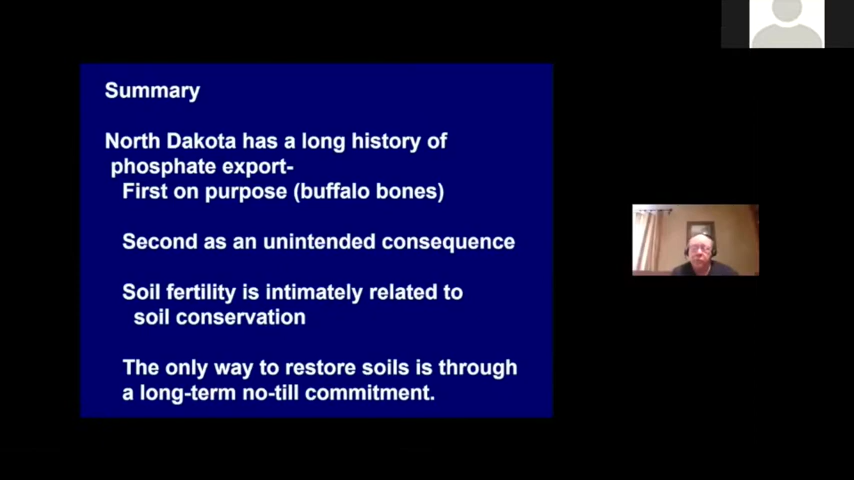 Summary
North Dakota has a long history of
phosphate export-
First on purpose (buffalo bones)
Second as an unintended consequence
Soil fertility is intimately related to
soil conservation
The only way to restore soils is through
a long-term no-till commitment.